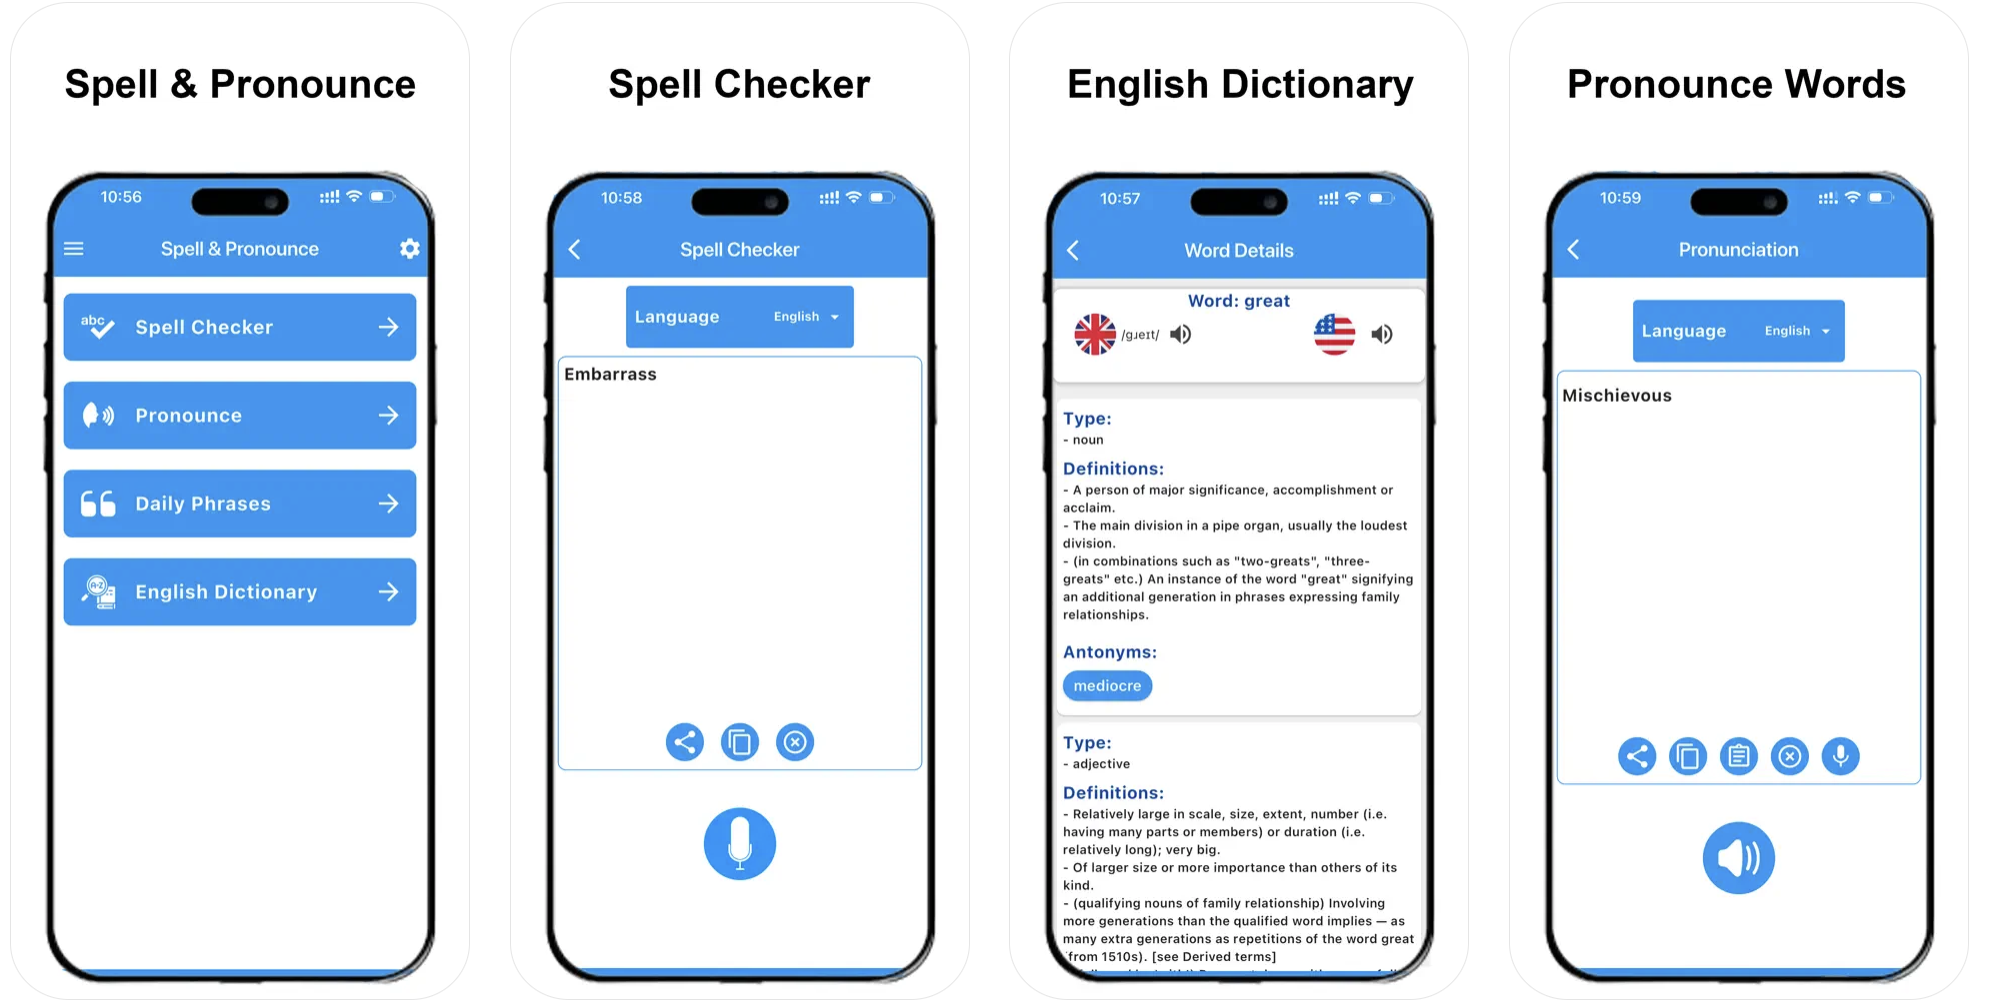 Spell & Pronounce
10:56
Spell & Pronounce
abc
Spell Checker
Pronounce
Daily Phrases
A-Z
English Dictionary
Spell Checker
10:58
Spell Checker
Language English
Embarrass
English Dictionary
10:57
Word Details
Word: great
/ɡɹeɪt/
Type:
- noun
Definitions:
- A person of major significance, accomplishment or
acclaim.
- The main division in a pipe organ, usually the loudest
division.
- (in combinations such as "two-greats", "three-
greats" etc.) An instance of the word "great" signifying
an additional generation in phrases expressing family
relationships.
Antonyms:
mediocre
Type:
- adjective
Definitions:
- Relatively large in scale, size, extent, number (i.e.
having many parts or members) or duration (i.e.
relatively long); very big.
- Of larger size or more importance than others of its
kind.
- (qualifying nouns of family relationship) Involving
more generations than the qualified word implies — as
many extra generations as repetitions of the word great
(from 1510s). [see Derived terms]
Pronounce Words
10:59
Pronunciation
Language English
Mischievous